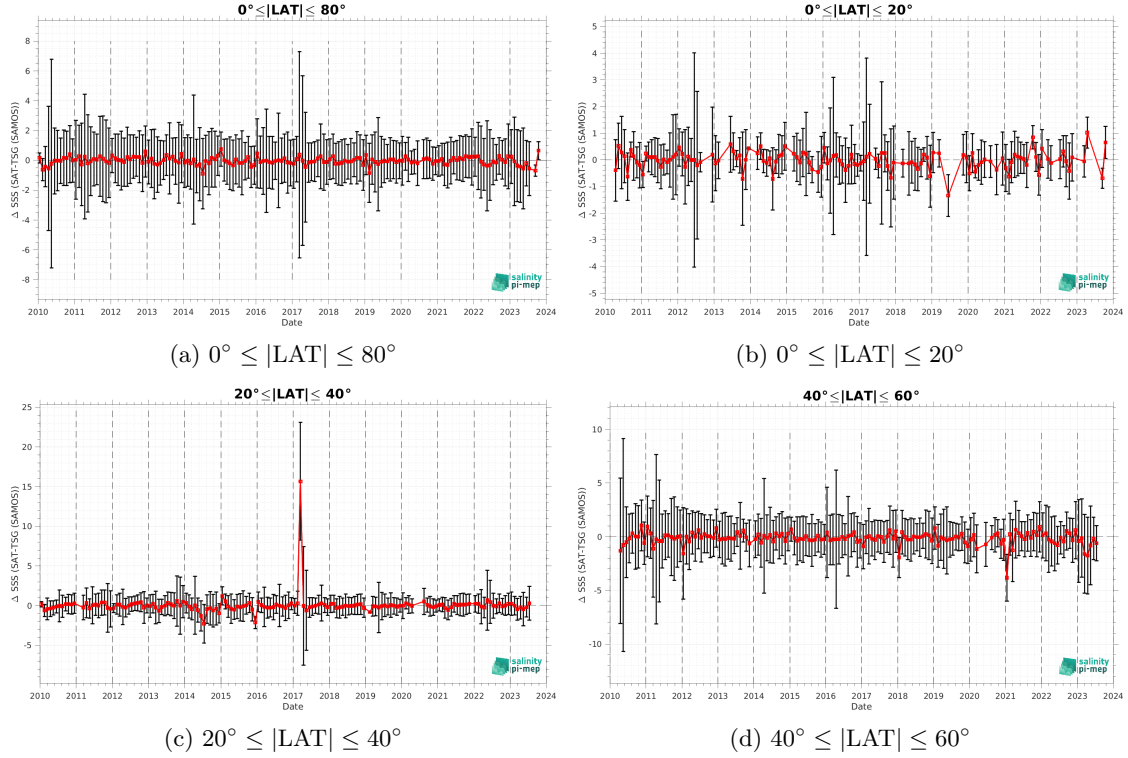 0°≤|LAT|≤ 80°
Δ SSS (SAT-TSG (SAMOS))
8
6
4
2
0
-2
-4
-6
-8
2010 2011 2012 2013 2014 2015 2016 2017 2018 2019 2020 2021 2022 2023 2024
Date
salinity
pi-mep
(a) 0° ≤ |LAT| ≤ 80°
0°≤|LAT|≤ 20°
Δ SSS (SAT-TSG (SAMOS))
5
4
3
2
1
0
-1
-2
-3
-4
-5
2010 2011 2012 2013 2014 2015 2016 2017 2018 2019 2020 2021 2022 2023 2024
Date
salinity
pi-mep
(b) 0° ≤ |LAT| ≤ 20°
20°≤|LAT|≤ 40°
Δ SSS (SAT-TSG (SAMOS))
25
20
15
10
5
0
-5
2010 2011 2012 2013 2014 2015 2016 2017 2018 2019 2020 2021 2022 2023 2024
Date
salinity
pi-mep
(c) 20° ≤ |LAT| ≤ 40°
40°≤|LAT|≤ 60°
Δ SSS (SAT-TSG (SAMOS))
10
5
0
-5
-10
2010 2011 2012 2013 2014 2015 2016 2017 2018 2019 2020 2021 2022 2023 2024
Date
salinity
pi-mep
(d) 40° ≤ |LAT| ≤ 60°